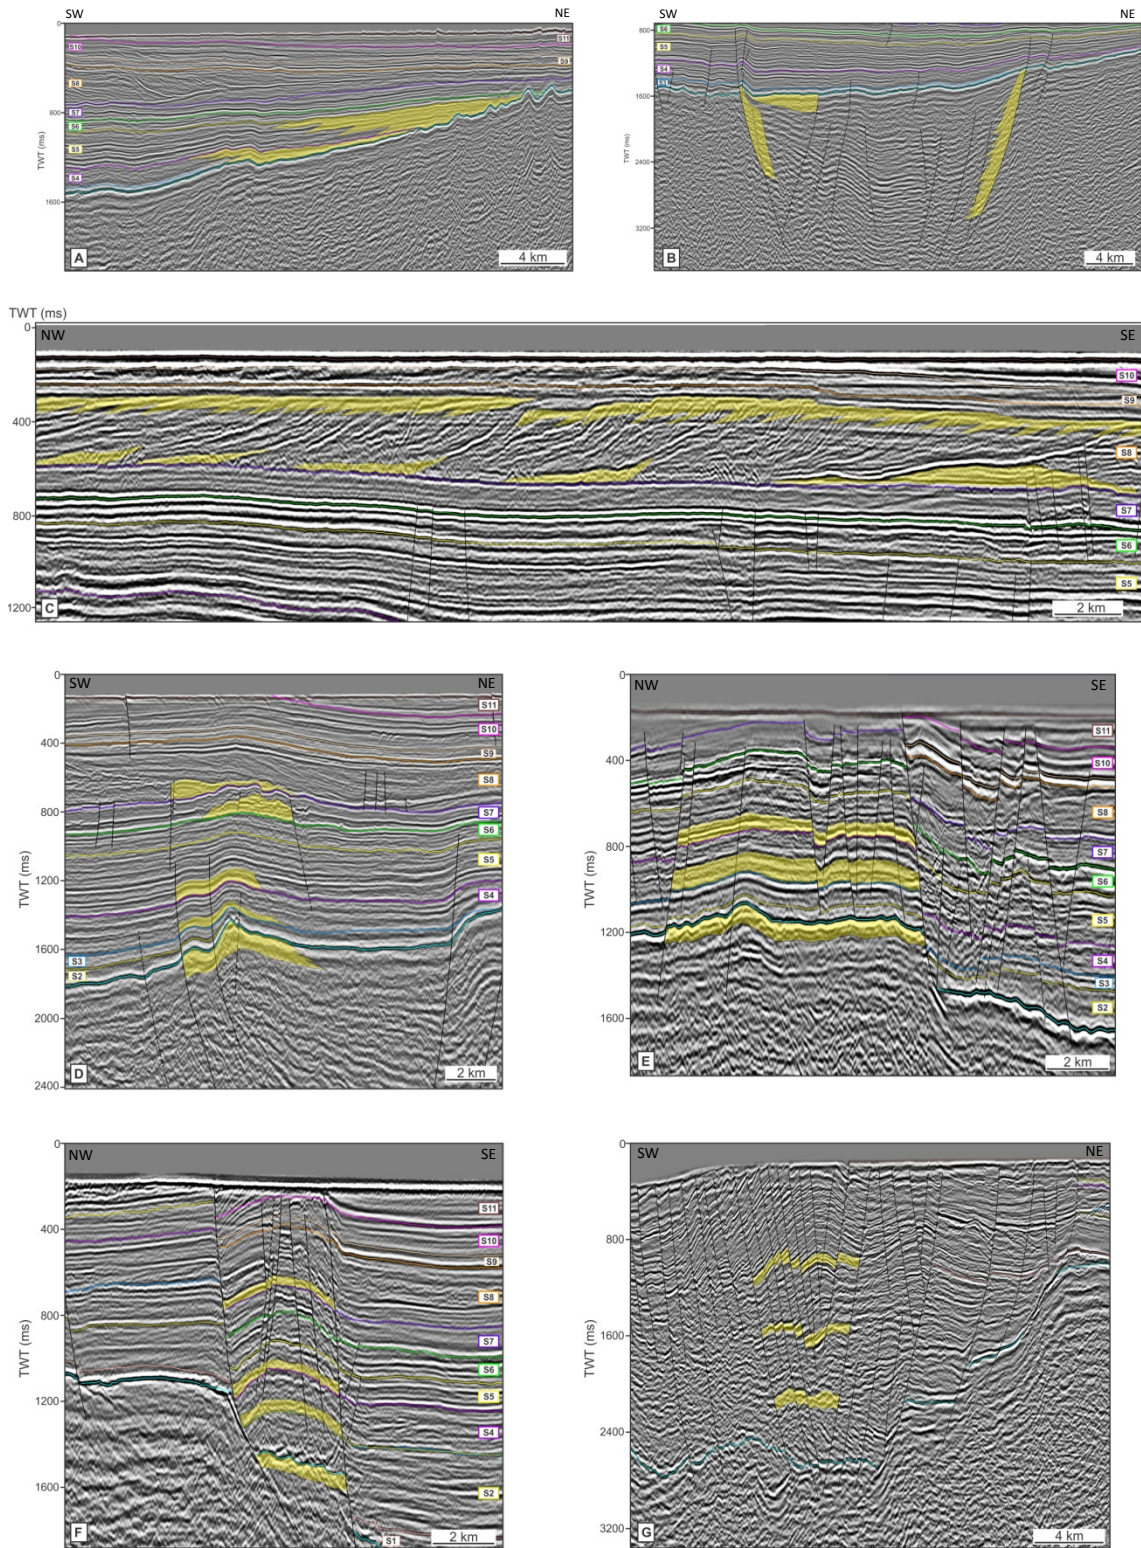 SW NE
0
S10 S11
S9
S8
800
S7
S6
S5
S4
1600
TWT (ms)
A 4 km
SW NE
S6
800
S5
S4
S3
1600
TWT (ms)
2400
3200
B 4 km
TWT (ms)
0
NW SE
S10
S9
400
S8
S7
800
S6
S5
1200
C 2 km
SW NE
0
S11
S10
400
S9
S8
800
S7
S6
S5
TWT (ms)
1200
S4
1600
S3
S2
2000
D 2 km
2400
NW SE
0
S11
S10
400
S8
800
S7
S6
TWT (ms)
S5
1200
S4
S3
S2
1600
E 2 km
NW SE
0
S11
400
S10
S9
S8
800
S7
S6
TWT (ms)
S5
1200
S4
S2
1600
F S1 2 km
SW NE
0
800
TWT (ms)
1600
2400
3200
G 4 km